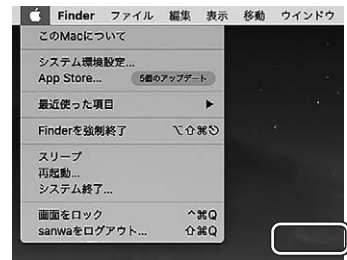 Finder ファイル 編集 表示 移動 ウインドウ
このMacについて
システム環境設定...
App Store... 5個のアップデート
最近使った項目 ▶
Finderを強制終了 ⌥⇧⌘⎋
スリープ
再起動...
システム終了...
画面をロック ^⌘Q
sanwaをログアウト... ⇧⌘Q